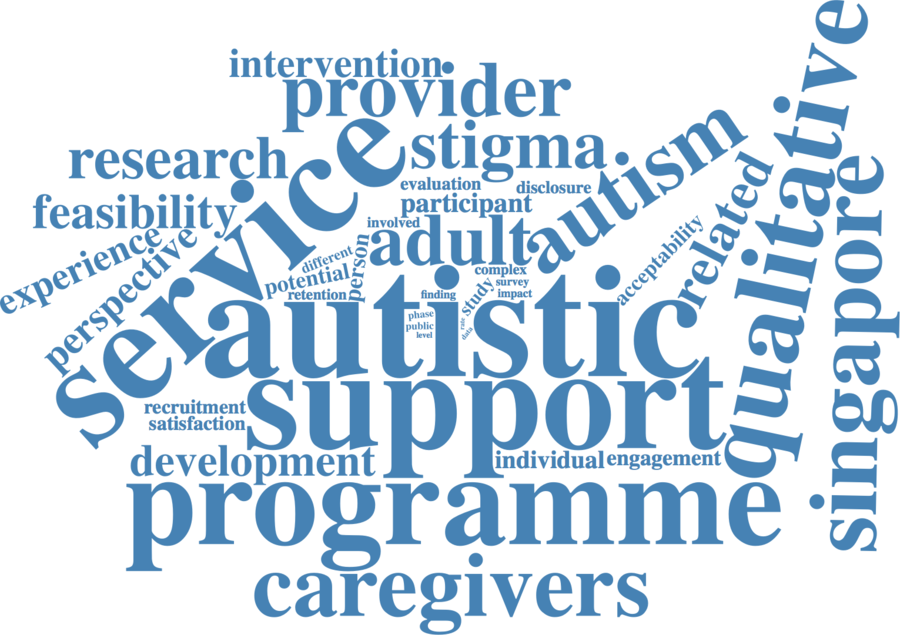 intervention
provider
service
stigma
research
autism
qualitative
evaluation
disclosure
participant
feasibility
involved
adult
related
singapore
experience
perspective
different
potential
person
retention
acceptability
complex
survey
impact
study
finding
autistic
phase
public
level
rate
data
support
recruitment
satisfaction
development
individual
engagement
programme
caregivers